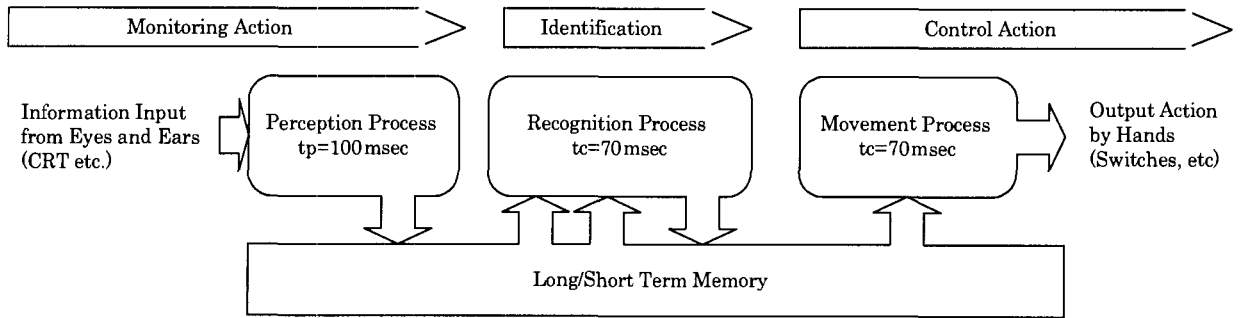 Monitoring Action
Identification
Control Action
Information Input
from Eyes and Ears
(CRT etc.)
Perception Process
tp=100msec
Recognition Process
tc=70msec
Movement Process
tc=70msec
Output Action
by Hands
(Switches, etc)
Long/Short Term Memory